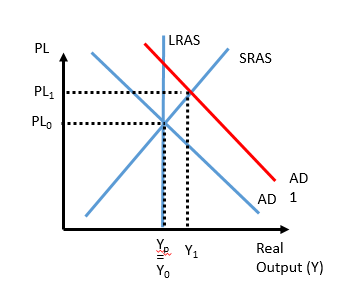 PL
LRAS
SRAS
PL1
PL0
AD
AD
1
Yp
=
Y0
Y1
Real
Output (Y)